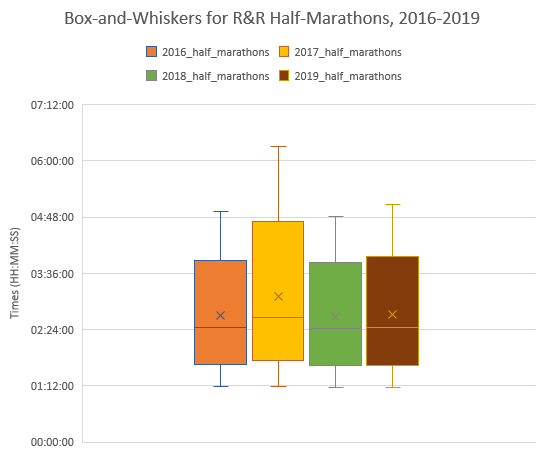 Box-and-Whiskers for R&R Half-Marathons, 2016-2019
2016_half_marathons 2017_half_marathons
2018_half_marathons 2019_half_marathons
07:12:00
06:00:00
04:48:00
03:36:00
02:24:00
01:12:00
00:00:00
Times (HH:MM:SS)